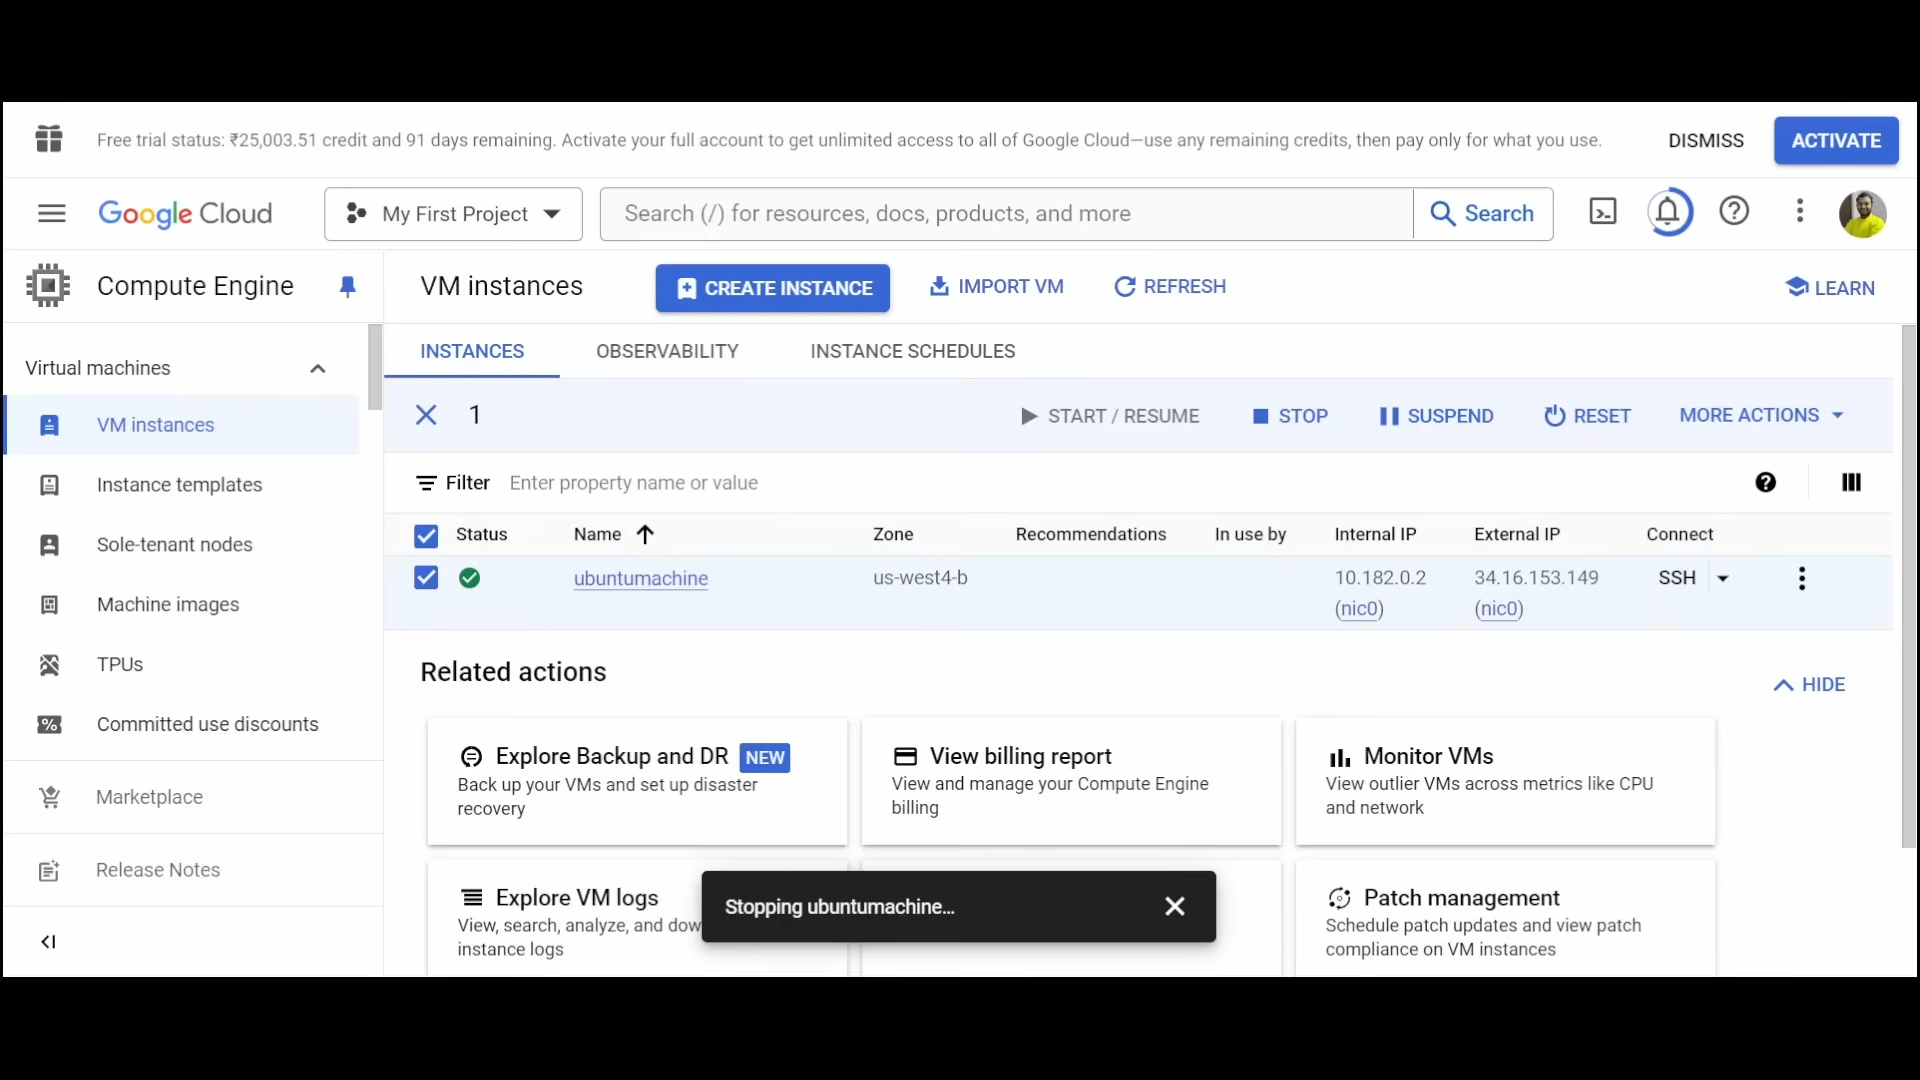 Free trial status: ₹25,003.51 credit and 91 days remaining. Activate your full account to get unlimited access to all of Google Cloud—use any remaining credits, then pay only for what you use.
DISMISS
ACTIVATE
Google Cloud
My First Project
Search (/) for resources, docs, products, and more
Search
Compute Engine
VM instances
CREATE INSTANCE
IMPORT VM
REFRESH
LEARN
Virtual machines
VM instances
Instance templates
Sole-tenant nodes
Machine images
TPUs
Committed use discounts
Marketplace
Release Notes
INSTANCES
OBSERVABILITY
INSTANCE SCHEDULES
1
START / RESUME
STOP
SUSPEND
RESET
MORE ACTIONS
Filter
Enter property name or value
Status
Name
Zone
Recommendations
In use by
Internal IP
External IP
Connect
ubuntumachine
us-west4-b
10.182.0.2
(nic0)
34.16.153.149
(nic0)
SSH
Related actions
HIDE
Explore Backup and DR
NEW
Back up your VMs and set up disaster
recovery
View billing report
View and manage your Compute Engine
billing
Monitor VMs
View outlier VMs across metrics like CPU
and network
Explore VM logs
View, search, analyze, and dow
instance logs
Stopping ubuntumachine...
Patch management
Schedule patch updates and view patch
compliance on VM instances